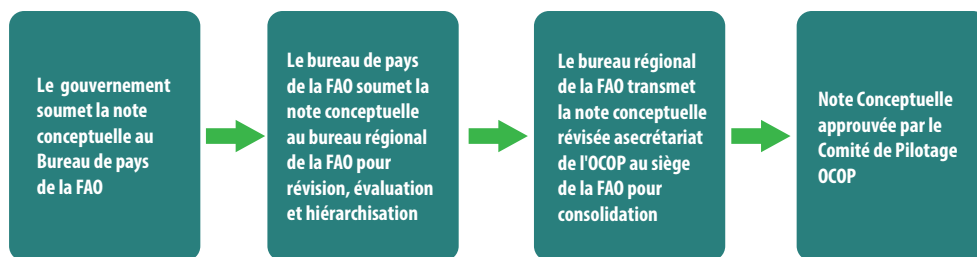 Le gouvernement
soumet la note
conceptuelle au
Bureau de pays
de la FAO
Le bureau de pays
de la FAO soumet la
note conceptuelle
au bureau régional
de la FAO pour
révision, évaluation
et hiérarchisation
Le bureau régional
de la FAO transmet
la note conceptuelle
révisée asecrétariat
de l'OCOP au siège
de la FAO pour
consolidation
Note Conceptuelle
approuvée par le
Comité de Pilotage
OCOP